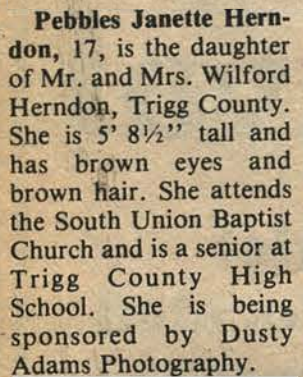 Pebbles Janette Hern-
don, 17, is the daughter
of Mr. and Mrs. Wilford
Herndon, Trigg County.
She is 5' 8½'' tall and
has brown eyes and
brown hair. She attends
the South Union Baptist
Church and is a senior at
Trigg County High
School. She is being
sponsored by Dusty
Adams Photography.